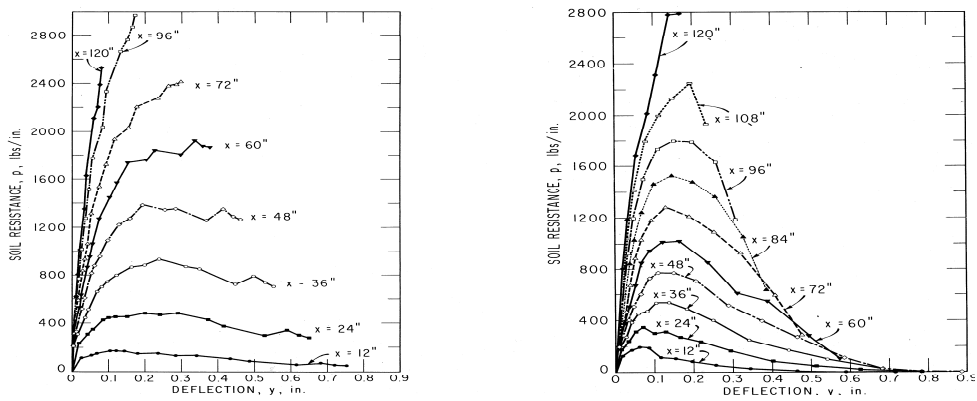 SOIL RESISTANCE, p, lbs/in.
2800
2400
2000
1600
1200
800
400
0
x = 120"
x = 96"
x = 72"
x = 60"
x = 48"
x = 36"
x = 24"
x = 12"
0 0.1 0.2 0.3 0.4 0.5 0.6 0.7 0.8 0.9
DEFLECTION, y, in.
SOIL RESISTANCE, p, lbs/in.
2800
2400
2000
1600
1200
800
400
0
x = 120"
x = 108"
x = 96"
x = 84"
x = 72"
x = 60"
x = 48"
x = 36"
x = 24"
x = 12"
0 0.1 0.2 0.3 0.4 0.5 0.6 0.7 0.8 0.9
DEFLECTION, y, in.